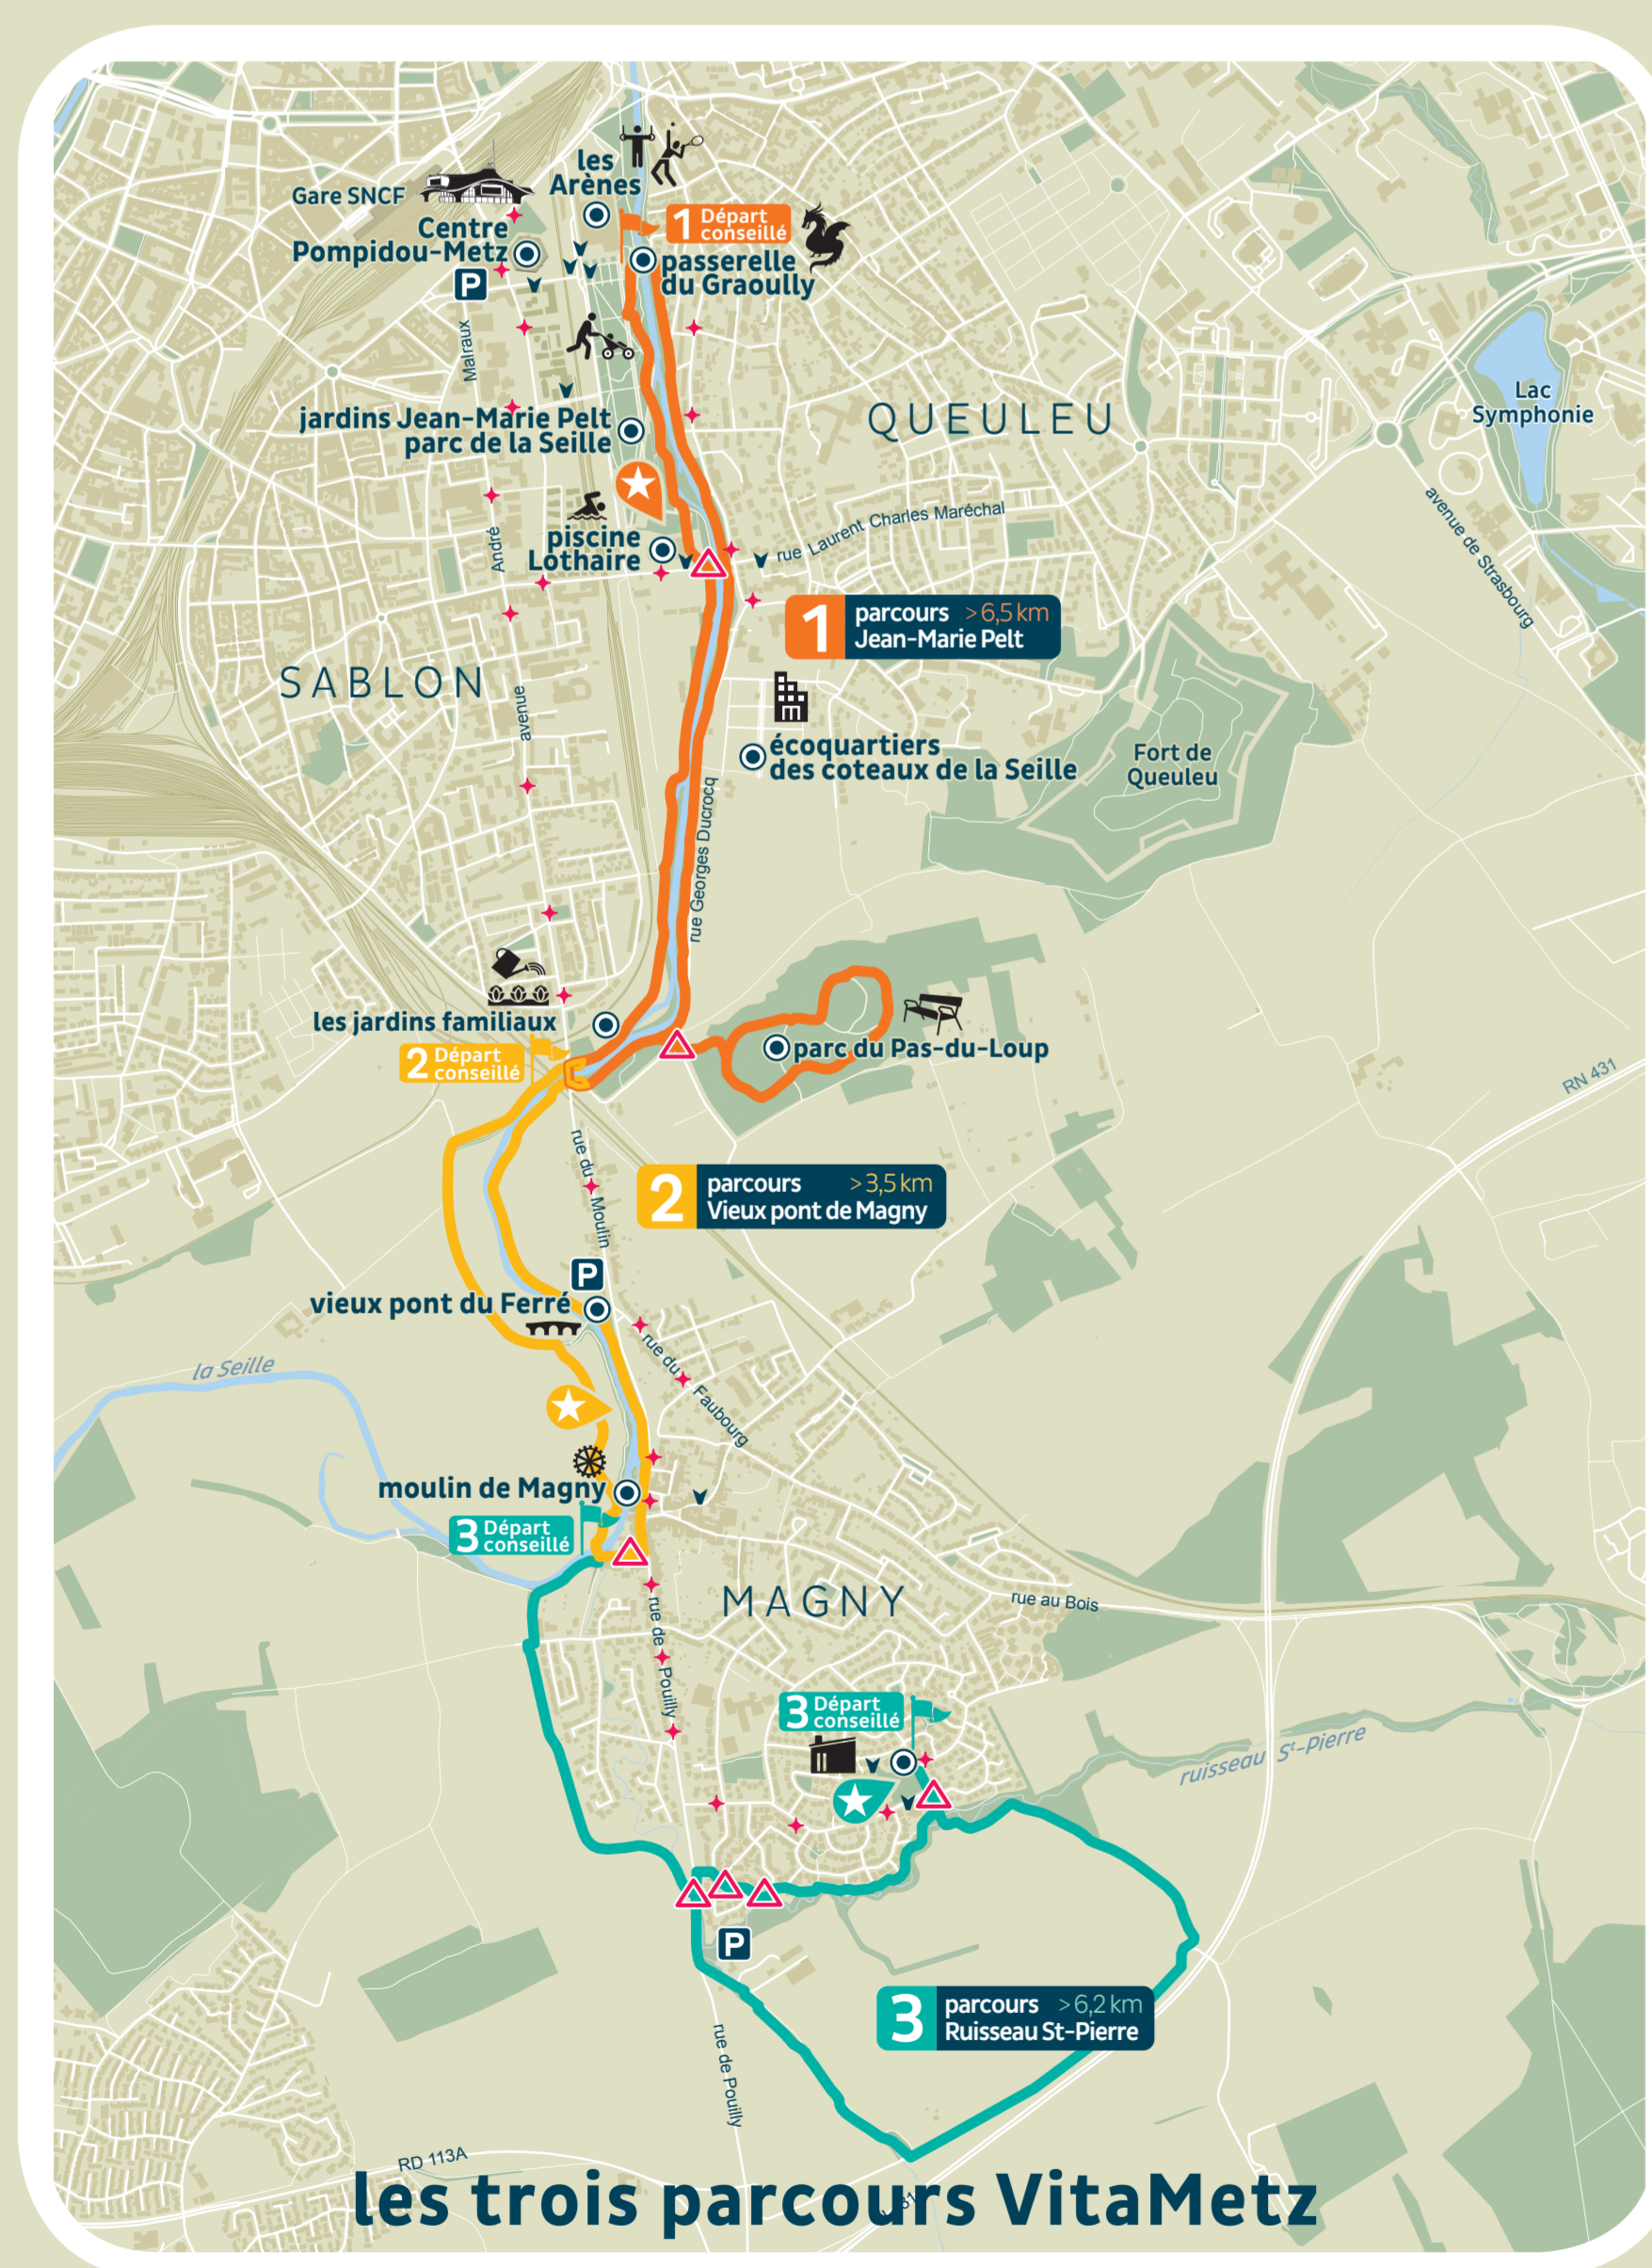 les
Arènes
Gare SNCF
1 Départ
conseillé
Centre
Pompidou-Metz
passerelle
du Graoully
P
Malraux
jardins Jean-Marie Pelt
parc de la Seille
QUEULEU
Lac
Symphonie
avenue de Strasbourg
piscine
Lothaire
André
rue Laurent Charles Maréchal
1 parcours >6,5 km
Jean-Marie Pelt
SABLON
avenue
écoquartiers
des coteaux de la Seille
Fort de
Queuleu
rue Georges Ducrocq
les jardins familiaux
2 Départ
conseillé
parc du Pas-du-Loup
RN 431
rue du Moulin
2 parcours >3,5 km
Vieux pont de Magny
P
vieux pont du Ferré
rue du Faubourg
la Seille
moulin de Magny
3 Départ
conseillé
MAGNY
rue au Bois
rue de Pouilly
3 Départ
conseillé
ruisseau St-Pierre
P
3 parcours >6,2 km
Ruisseau St-Pierre
rue de Pouilly
RD 113A
les trois parcours VitaMetz